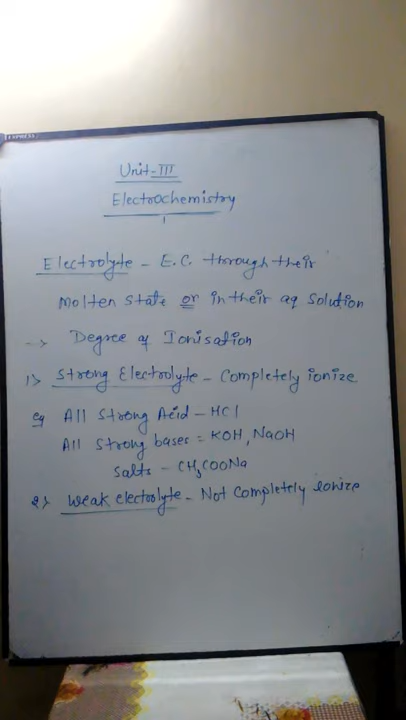 EXPRESS
Unit-III
Electrochemistry
Electrolyte - E.C. through their
Molten State or in their aq solution
-> Degree of Ionisation
1> Strong Electrolyte - Completely ionize
eg All Strong Acid - HCl
All Strong bases = KOH, NaOH
Salts - CH₃COONa
2> Weak electrolyte - Not Completely ionize